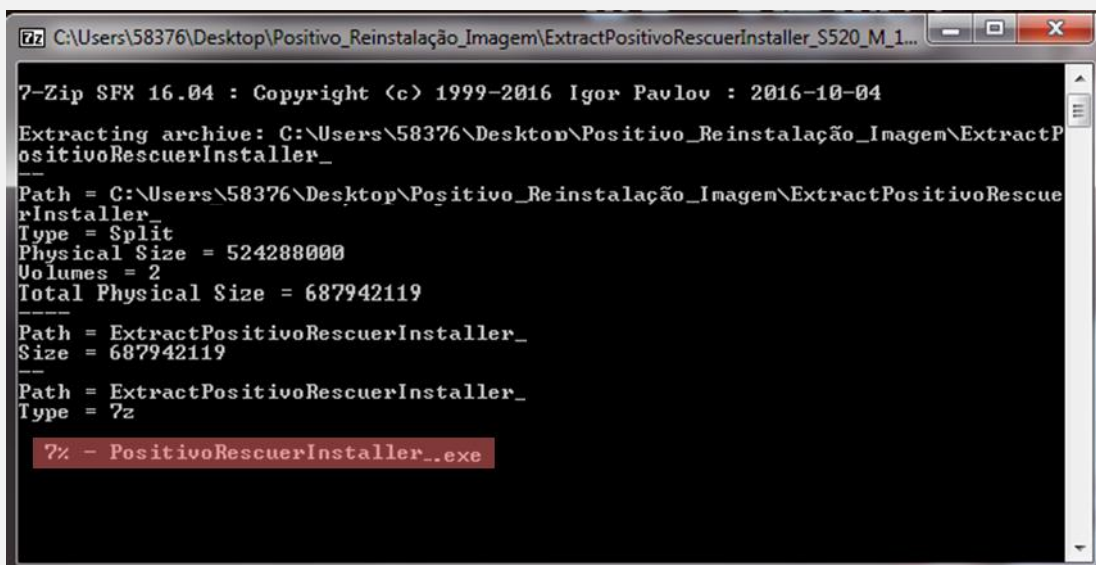 7z C:\Users\58376\Desktop\Positivo_Reinstalação_Imagem\ExtractPositivoRescuerInstaller_S520_M_1...
7-Zip SFX 16.04 : Copyright (c) 1999-2016 Igor Pavlov : 2016-10-04
Extracting archive: C:\Users\58376\Desktop\Positivo_Reinstalação_Imagem\ExtractP
ositivoRescuerInstaller_
--
Path = C:\Users\58376\Desktop\Positivo_Reinstalação_Imagem\ExtractPositivoRescue
rInstaller_
Type = Split
Physical Size = 524288000
Volumes = 2
Total Physical Size = 687942119
----
Path = ExtractPositivoRescuerInstaller_
Size = 687942119
--
Path = ExtractPositivoRescuerInstaller_
Type = 7z
7% - PositivoRescuerInstaller_.exe